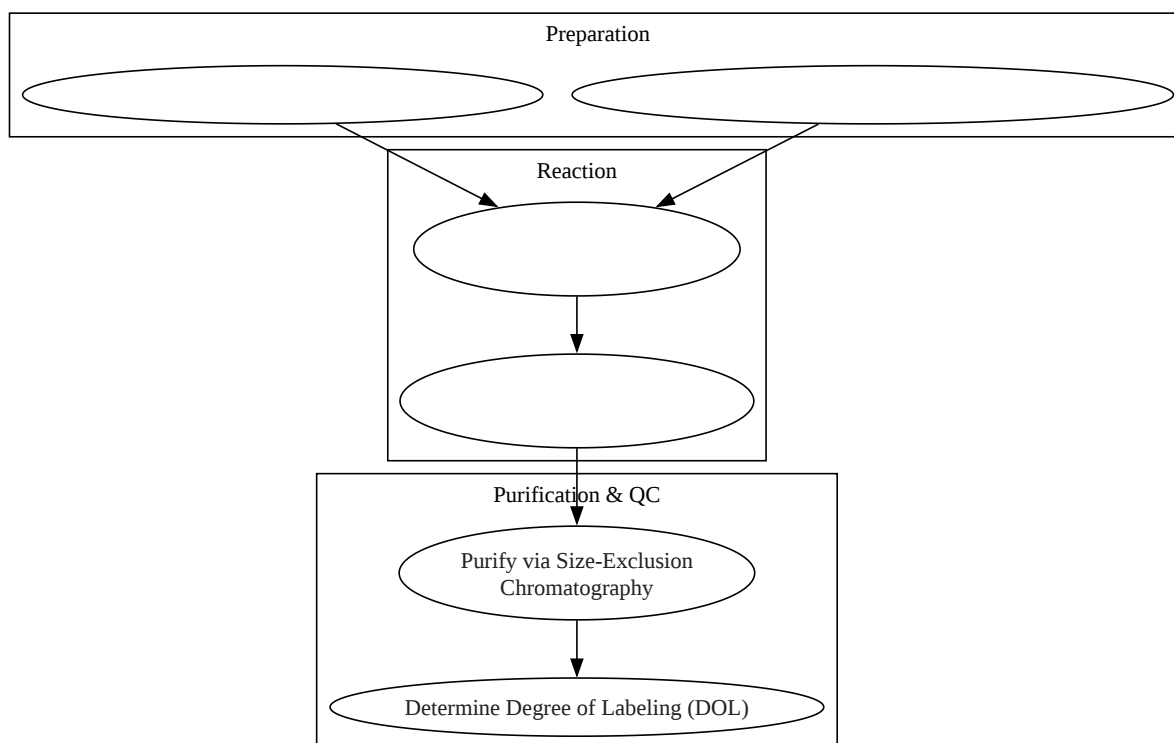 Preparation
Reaction
Purification & QC
Purify via Size-Exclusion
Chromatography
Determine Degree of Labeling (DOL)